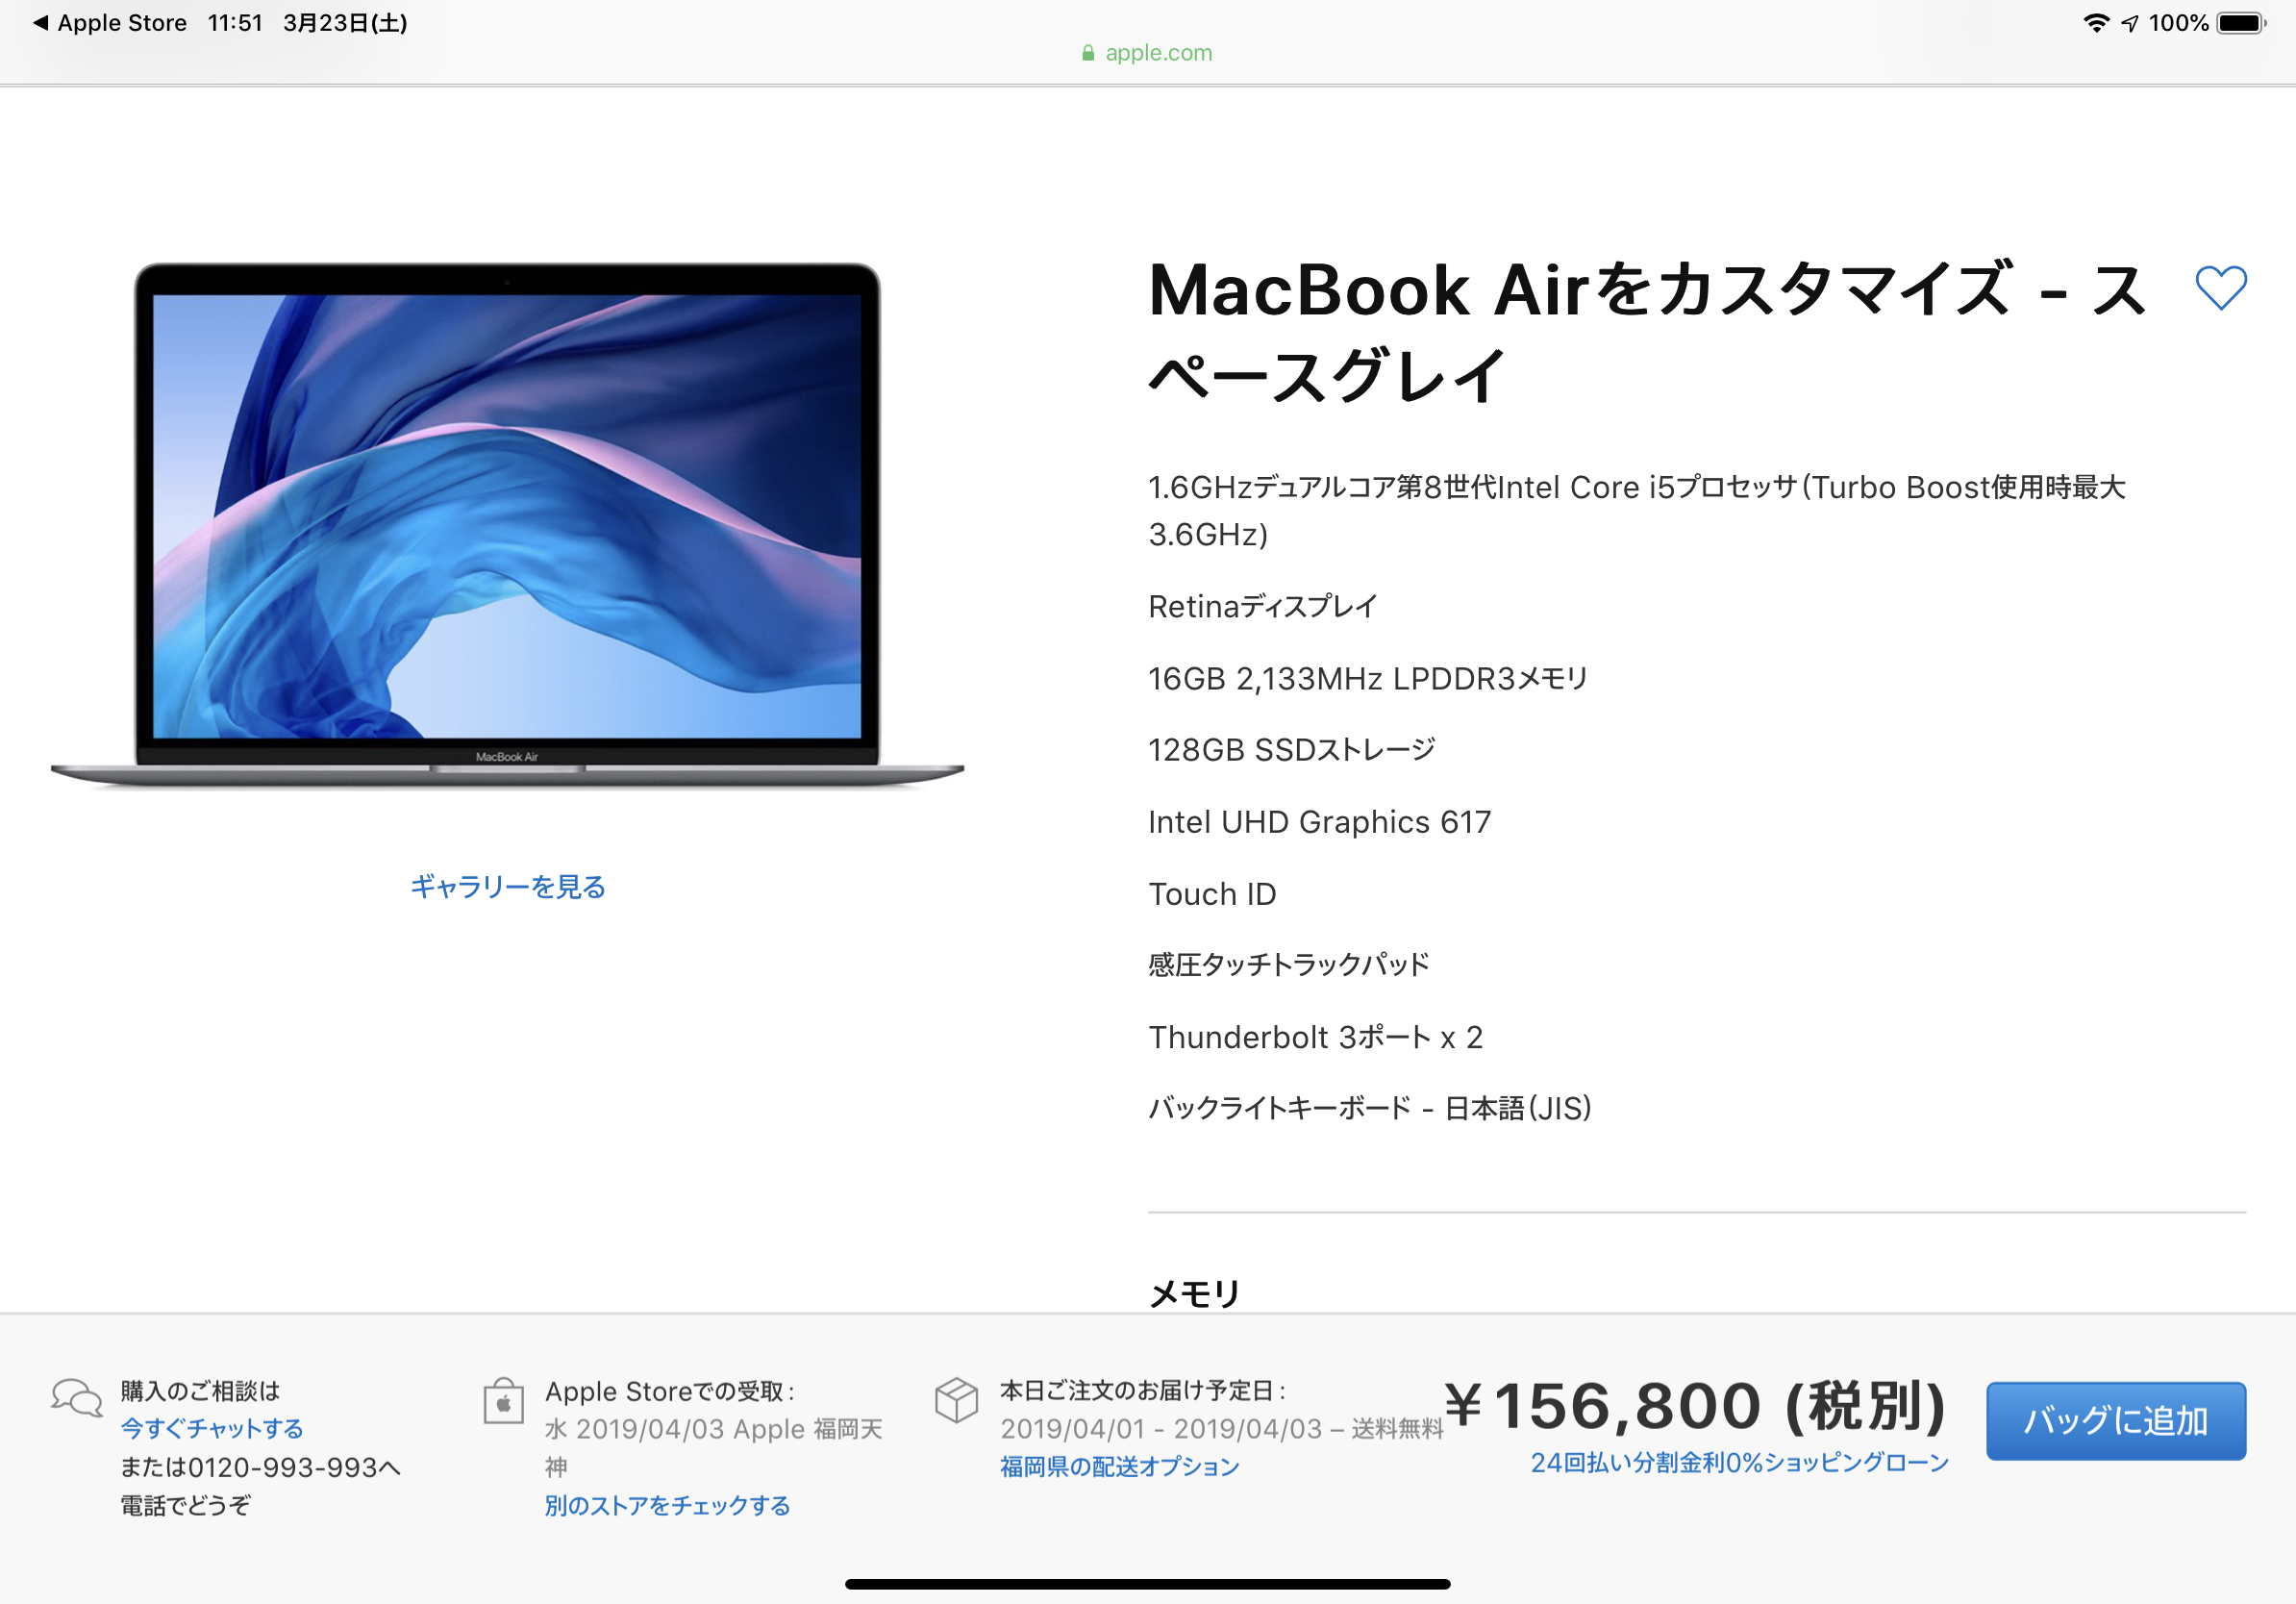 ◀ Apple Store 11:51 3月23日(土)
100%
apple.com
MacBook Airをカスタマイズ - ス
ペースグレイ
1.6GHzデュアルコア第8世代Intel Core i5プロセッサ(Turbo Boost使用時最大
3.6GHz)
Retinaディスプレイ
16GB 2,133MHz LPDDR3メモリ
128GB SSDストレージ
Intel UHD Graphics 617
Touch ID
感圧タッチトラックパッド
Thunderbolt 3ポート x 2
バックライトキーボード - 日本語(JIS)
MacBook Air
ギャラリーを見る
メモリ
購入のご相談は
今すぐチャットする
または0120-993-993へ
電話でどうぞ
Apple Storeでの受取:
水 2019/04/03 Apple 福岡天
神
別のストアをチェックする
本日ご注文のお届け予定日:
2019/04/01 - 2019/04/03 – 送料無料
福岡県の配送オプション
¥156,800 (税別)
24回払い分割金利0%ショッピングローン
バッグに追加